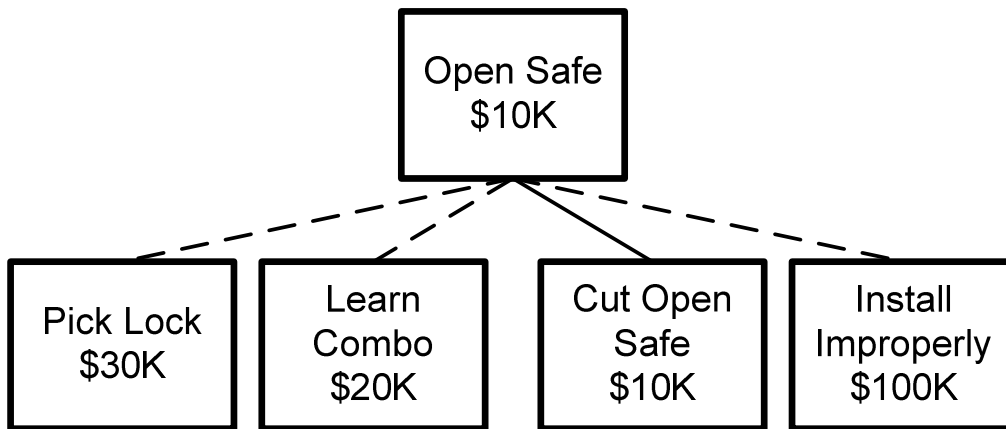 Open Safe
$10K
Pick Lock
$30K
Learn
Combo
$20K
Cut Open
Safe
$10K
Install
Improperly
$100K